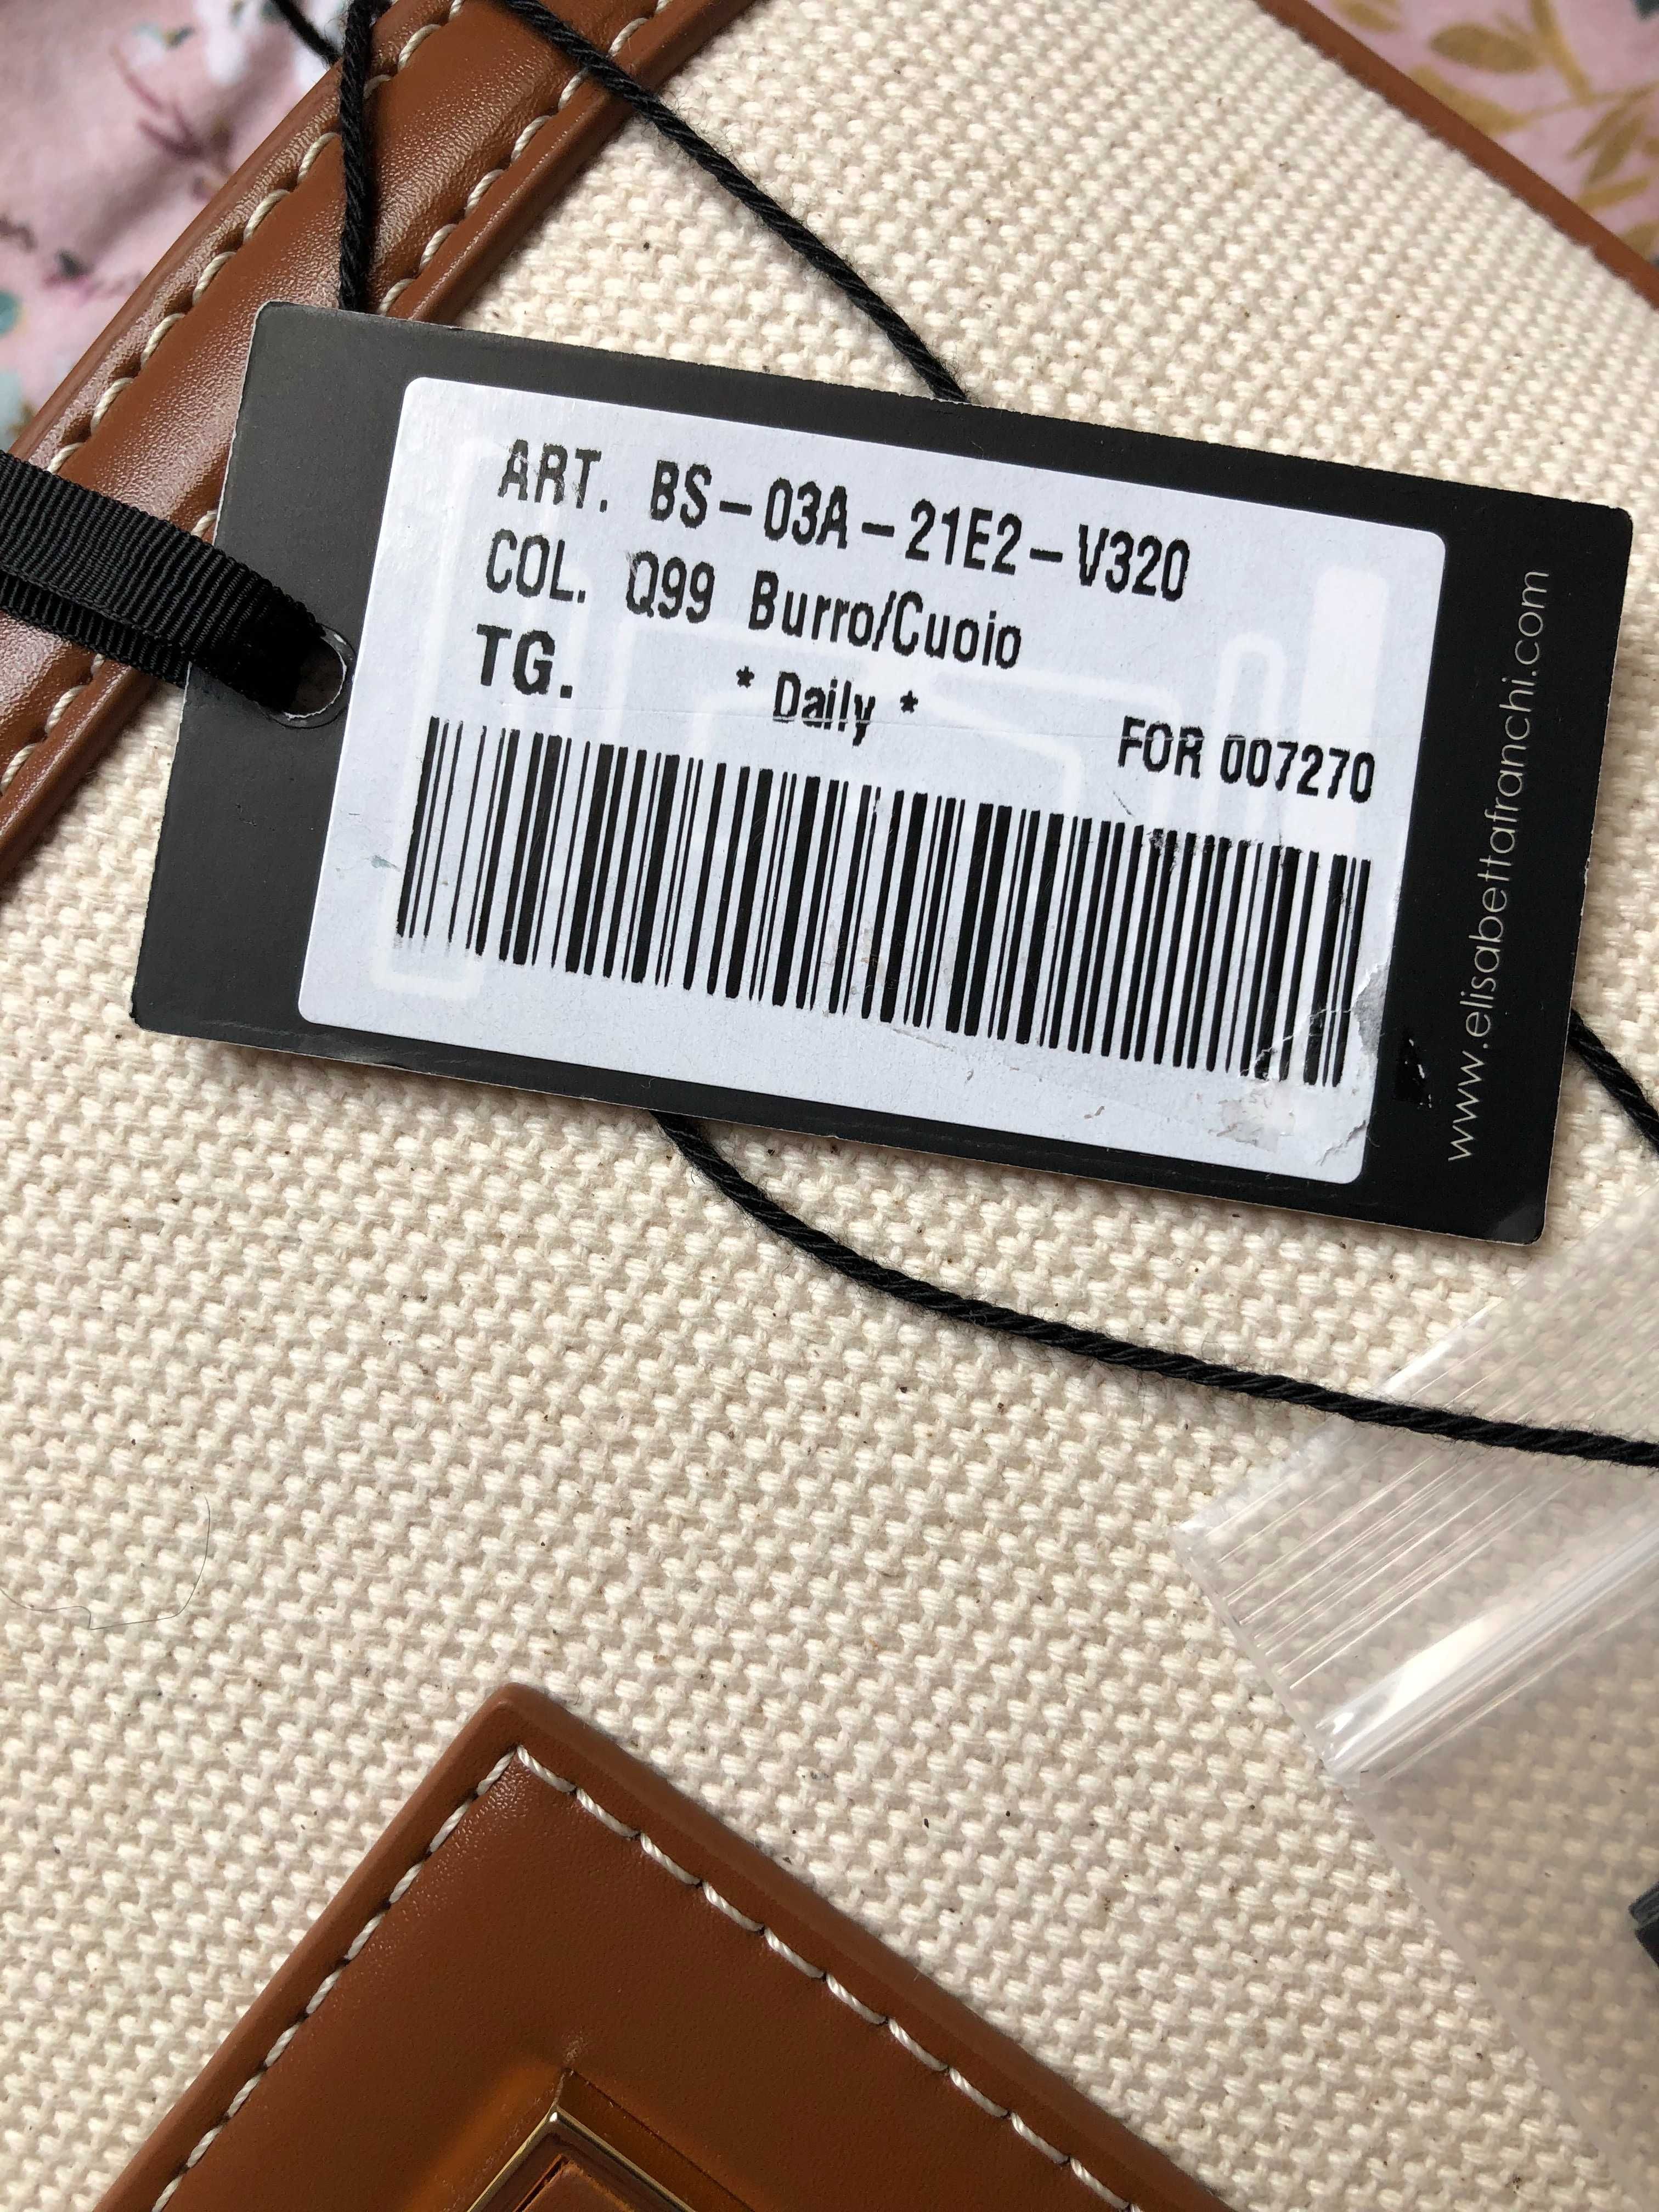 ART. BS-03A-21E2-V320
COL. Q99 Burro/Cuoio
TG. * Daily *
FOR 007270
www.elisabettafranchi.com